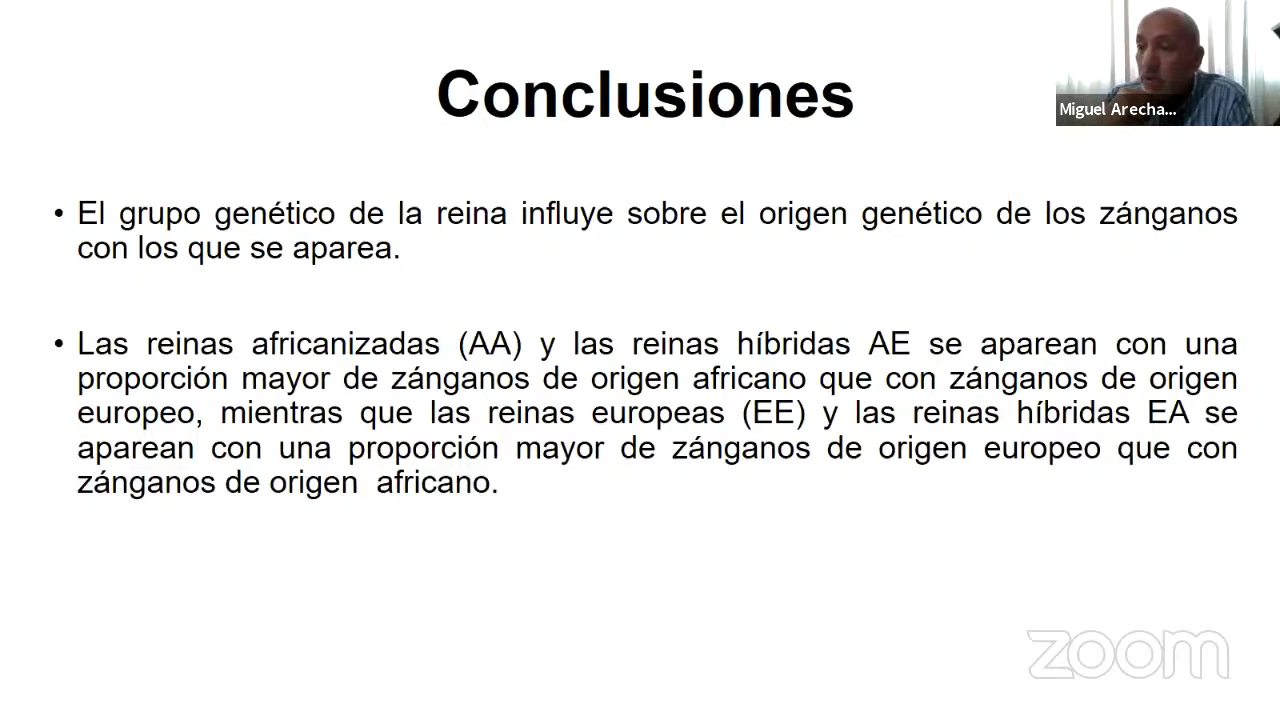 Conclusiones
Miguel Arecha...
• El grupo genético de la reina influye sobre el origen genético de los zánganos
con los que se aparea.
• Las reinas africanizadas (AA) y las reinas híbridas AE se aparean con una
proporción mayor de zánganos de origen africano que con zánganos de origen
europeo, mientras que las reinas europeas (EE) y las reinas híbridas EA se
aparean con una proporción mayor de zánganos de origen europeo que con
zánganos de origen africano.
zoom